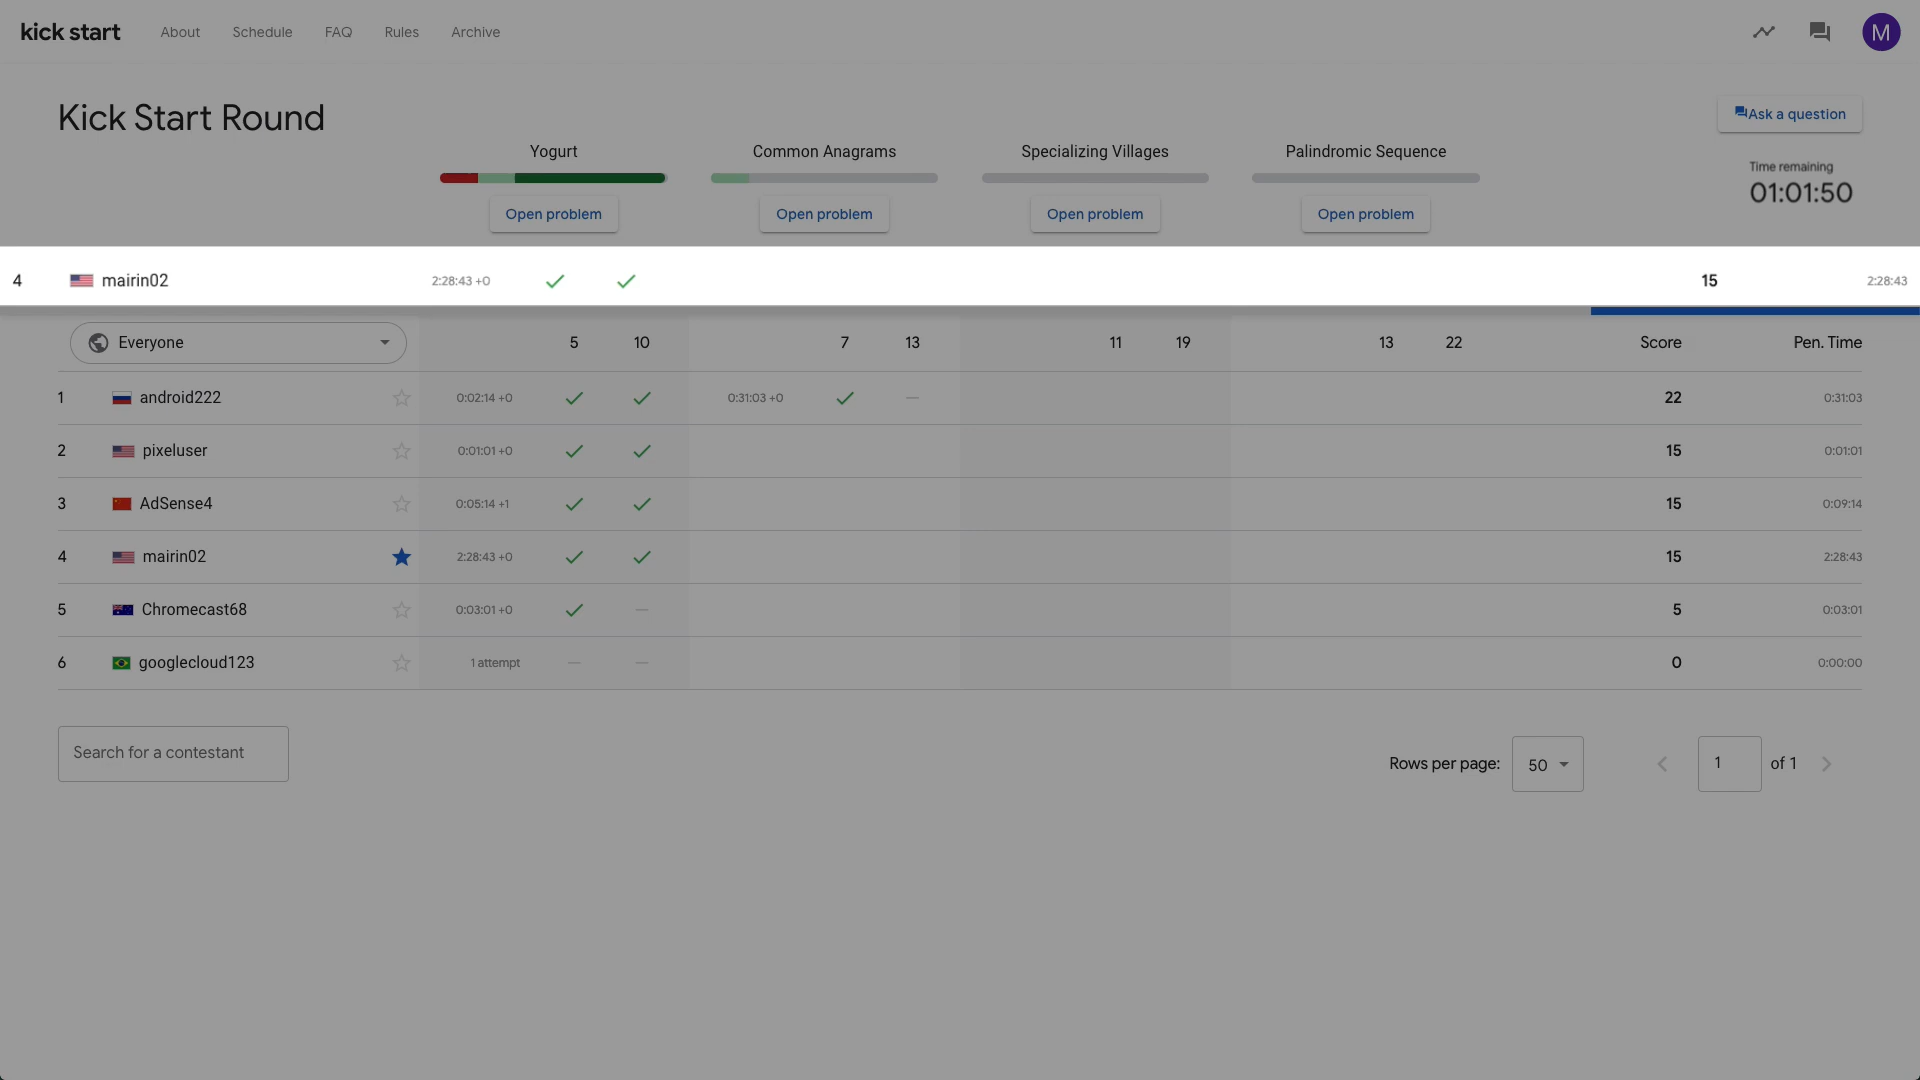 kick start About Schedule FAQ Rules Archive M
Kick Start Round
Ask a question
Yogurt Common Anagrams Specializing Villages Palindromic Sequence
Time remaining
01:01:50
Open problem Open problem Open problem Open problem
4 mairin02 2:28:43 +0 15 2:28:43
Everyone 5 10 7 13 11 19 13 22 Score Pen. Time
1 android222 0:02:14 +0 0:31:03 +0 22 0:31:03
2 pixeluser 0:01:01 +0 15 0:01:01
3 AdSense4 0:05:14 +1 15 0:09:14
4 mairin02 2:28:43 +0 15 2:28:43
5 Chromecast68 0:03:01 +0 5 0:03:01
6 googlecloud123 1 attempt 0 0:00:00
Search for a contestant
Rows per page: 50 1 of 1